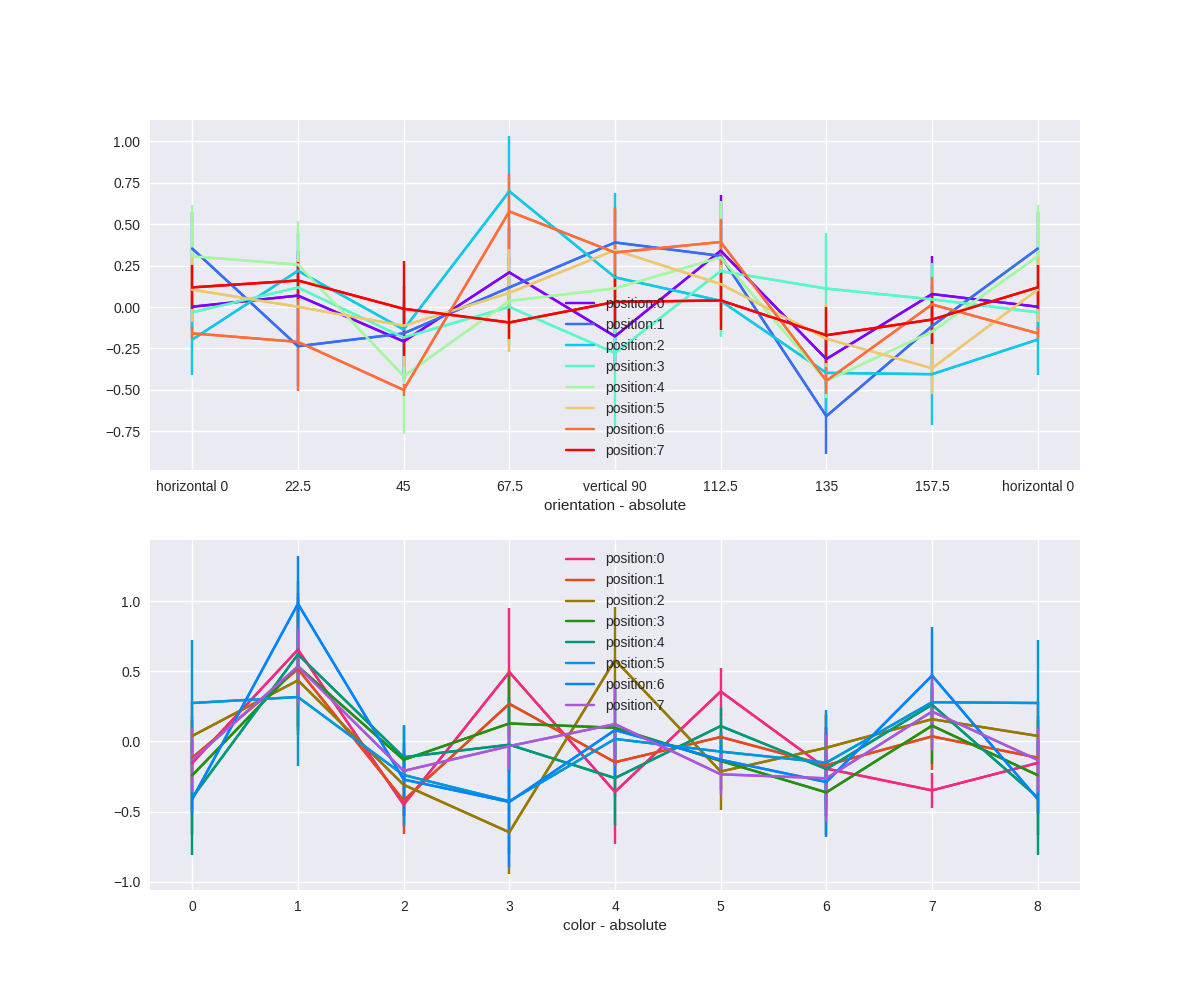 1.00
0.75
0.50
0.25
0.00
−0.25
−0.50
−0.75
position:0
position:1
position:2
position:3
position:4
position:5
position:6
position:7
horizontal 0 22.5 45 67.5 vertical 90 112.5 135 157.5 horizontal 0
orientation - absolute
position:0
position:1
position:2
position:3
position:4
position:5
position:6
position:7
1.0
0.5
0.0
−0.5
−1.0
0 1 2 3 4 5 6 7 8
color - absolute